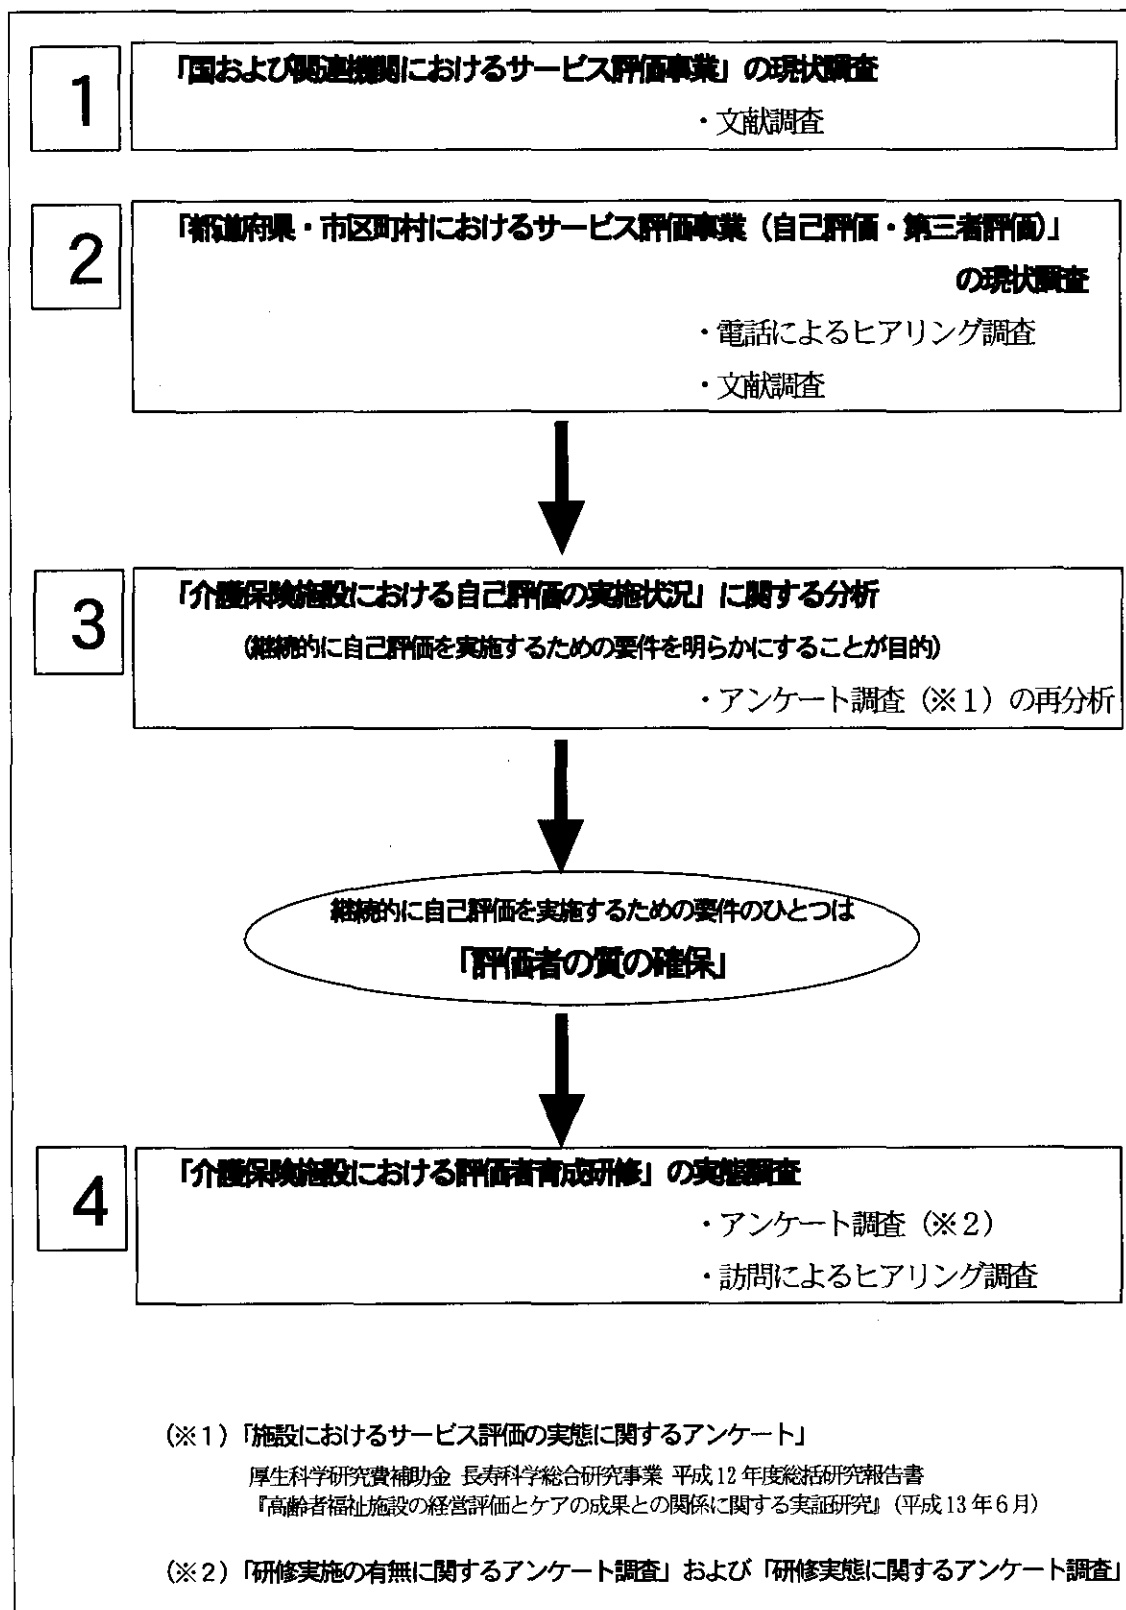 1
「国および関連機関におけるサービス評価事業」の現状調査
・文献調査
2
「都道府県・市区町村におけるサービス評価事業（自己評価・第三者評価）」
の現状調査
・電話によるヒアリング調査
・文献調査
3
「介護保険施設における自己評価の実施状況」に関する分析
（継続的に自己評価を実施するための要件を明らかにすることが目的）
・アンケート調査（※１）の再分析
継続的に自己評価を実施するための要件のひとつは
「評価者の質の確保」
4
「介護保険施設における評価者育成研修」の実態調査
・アンケート調査（※２）
・訪問によるヒアリング調査
（※１）「施設におけるサービス評価の実態に関するアンケート」
厚生科学研究費補助金 長寿科学総合研究事業 平成12年度総括研究報告書
『高齢者福祉施設の経営評価とケアの成果との関係に関する実証研究』（平成13年6月）
（※２）「研修実施の有無に関するアンケート調査」および「研修実態に関するアンケート調査」